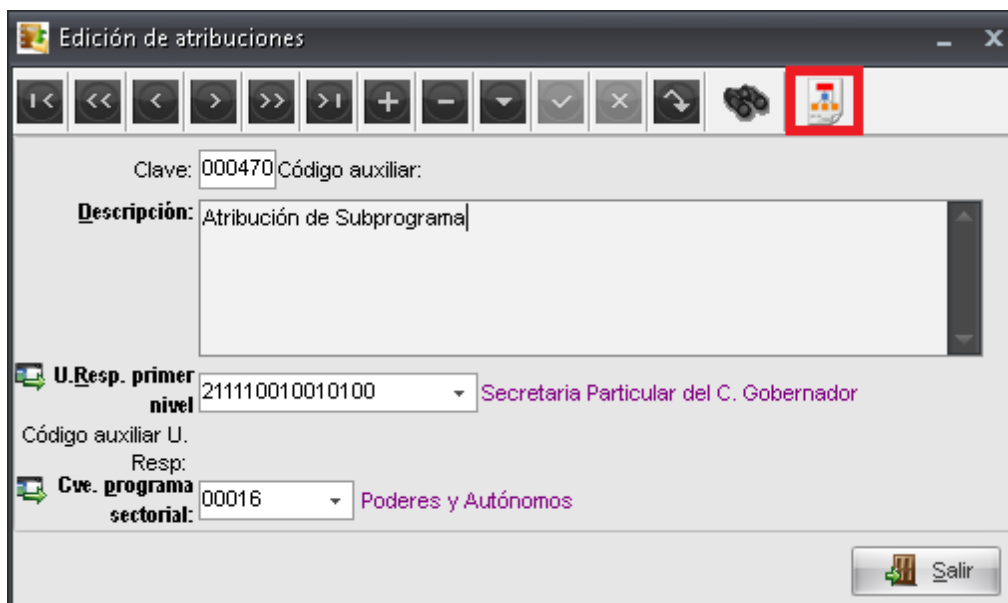 Edición de atribuciones
Clave: 000470 Código auxiliar:
Descripción: Atribución de Subprograma
U.Resp. primer nivel 211110010010100 Secretaria Particular del C. Gobernador
Código auxiliar U. Resp:
Cve. programa sectorial: 00016 Poderes y Autónomos
Salir